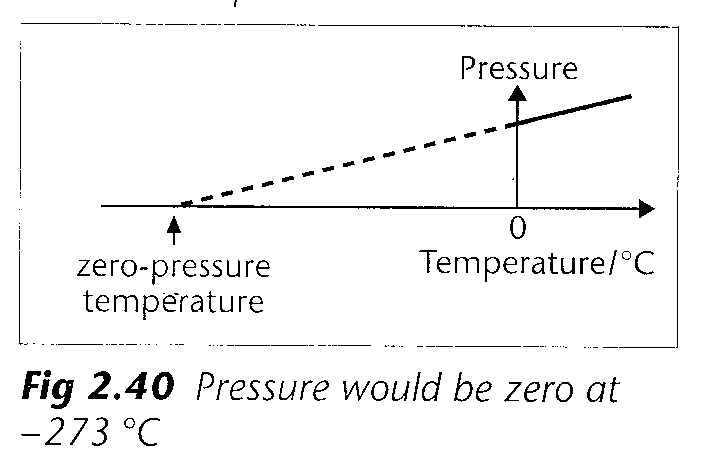 Pressure
0
Temperature/°C
zero-pressure
temperature
Fig 2.40 Pressure would be zero at
–273 °C